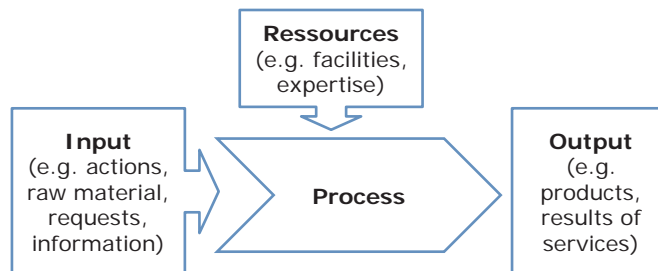 Ressources
(e.g. facilities,
expertise)
Input
(e.g. actions,
raw material,
requests,
information)
Process
Output
(e.g.
products,
results of
services)